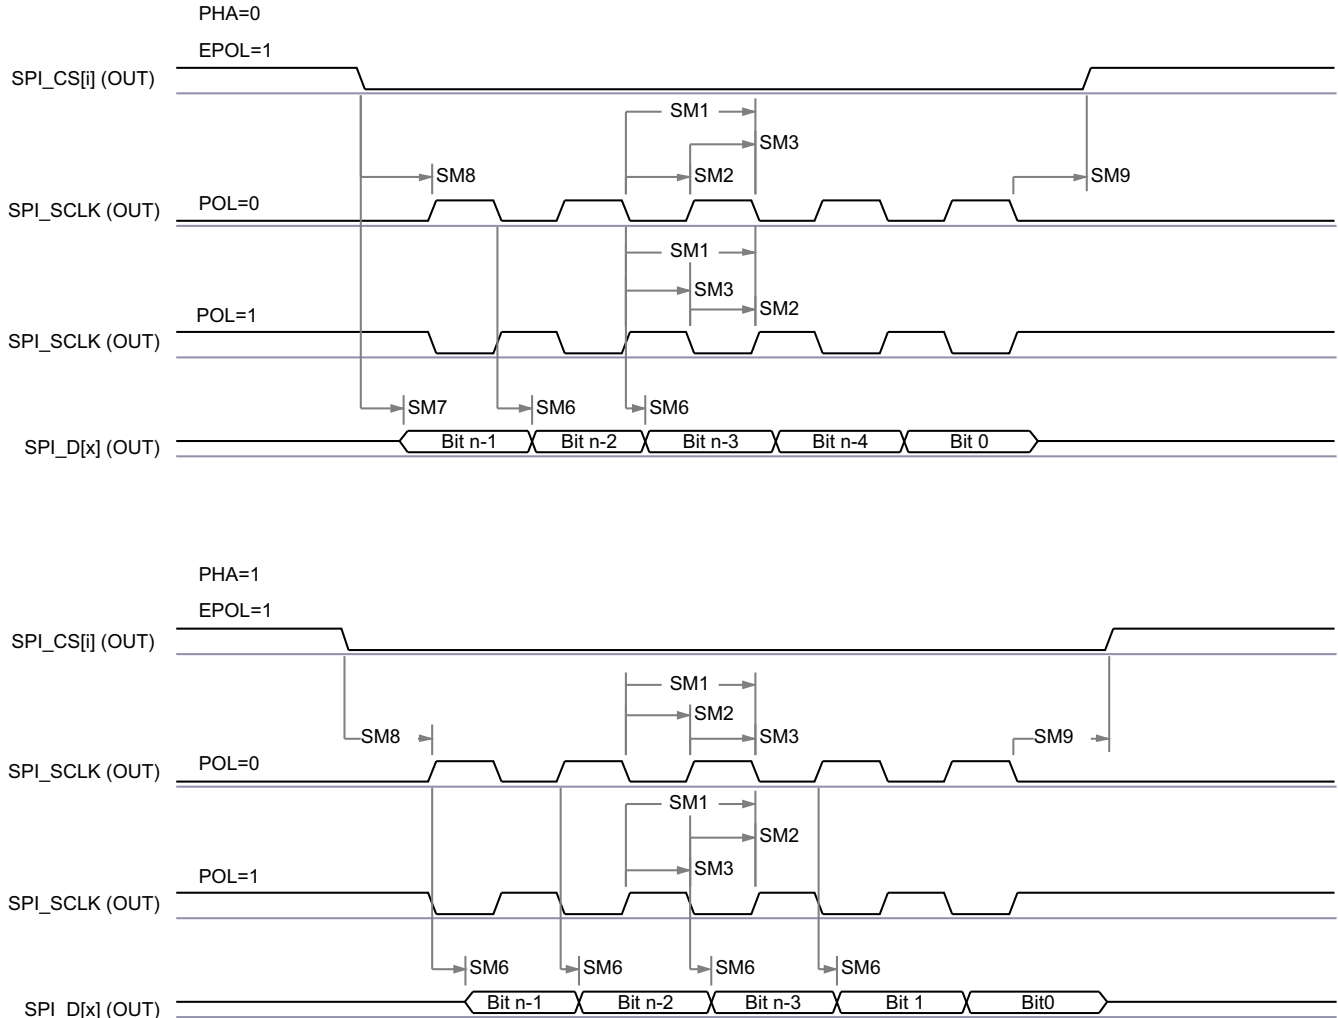 PHA=0
EPOL=1
SPI_CS[i] (OUT)
SM1
SM3
SM8
SM2
SM9
SPI_SCLK (OUT)
POL=0
SM1
SM3
SM2
POL=1
SPI_SCLK (OUT)
SM7
SM6
SM6
SPI_D[x] (OUT)
Bit n-1
Bit n-2
Bit n-3
Bit n-4
Bit 0
PHA=1
EPOL=1
SPI_CS[i] (OUT)
SM1
SM2
SM8
SM3
SM9
SPI_SCLK (OUT)
POL=0
SM1
SM2
SM3
POL=1
SPI_SCLK (OUT)
SM6
SM6
SM6
SM6
SPI_D[x] (OUT)
Bit n-1
Bit n-2
Bit n-3
Bit 1
Bit0